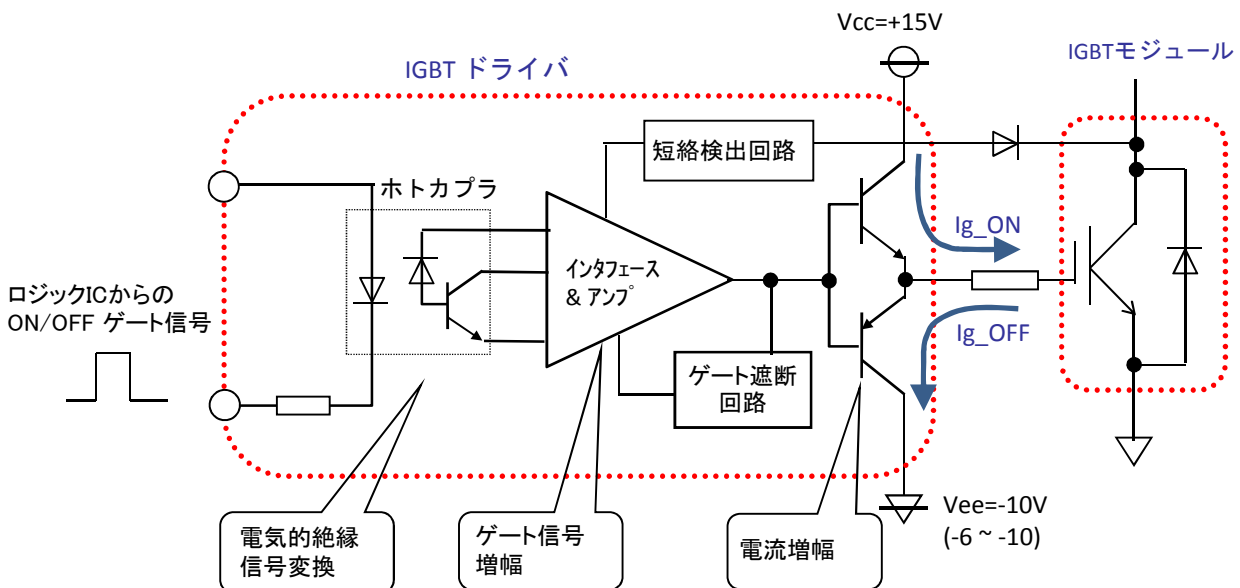 Vcc=+15V
IGBT ドライバ
IGBTモジュール
短絡検出回路
ホトカプラ
Ig_ON
インタフェース
& アンプ
ロジックICからの
ON/OFF ゲート信号
Ig_OFF
ゲート遮断
回路
電気的絶縁
信号変換
ゲート信号
増幅
電流増幅
Vee=-10V
(-6 ~ -10)